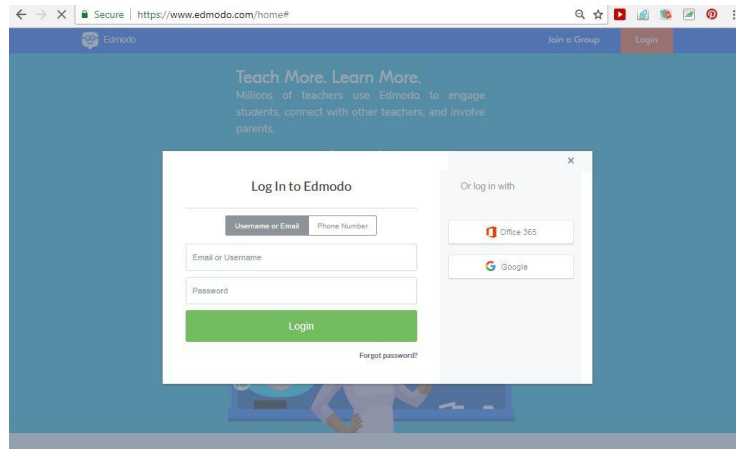 Secure https://www.edmodo.com/home#
Edmodo
Join a Group
Login
Teach More. Learn More.
Millions of teachers use Edmodo to engage
students, connect with other teachers, and involve
parents.
Log In to Edmodo
Username or Email
Phone Number
Email or Username
Password
Login
Forgot password?
Or log in with
Office 365
Google